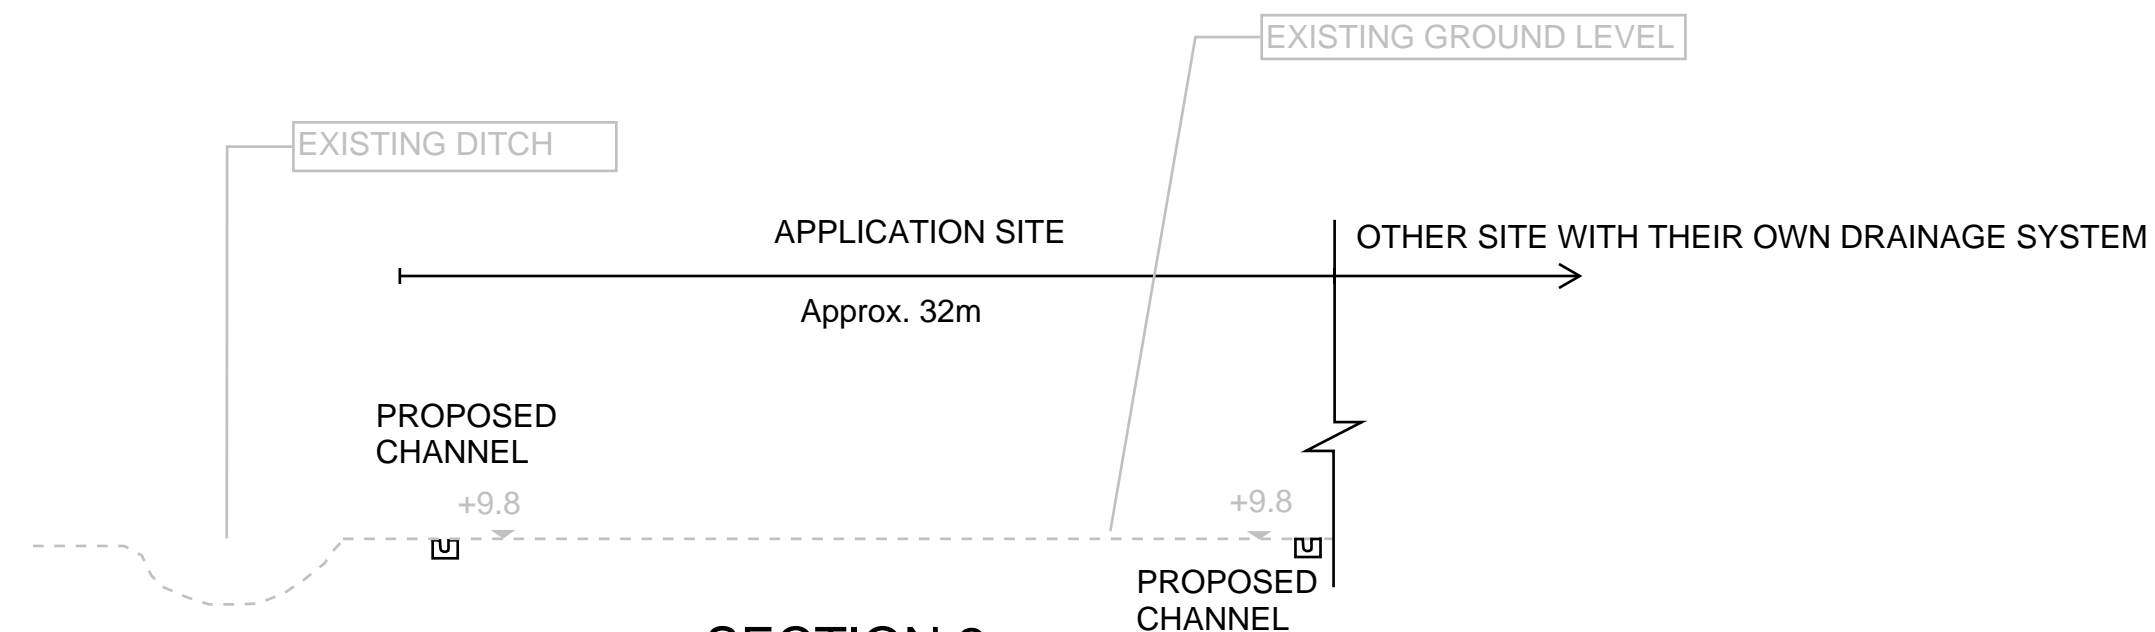 EXISTING GROUND LEVEL
EXISTING DITCH
APPLICATION SITE
OTHER SITE WITH THEIR OWN DRAINAGE SYSTEM
Approx. 32m
PROPOSED
CHANNEL
+9.8
+9.8
PROPOSED
CHANNEL
SECTION